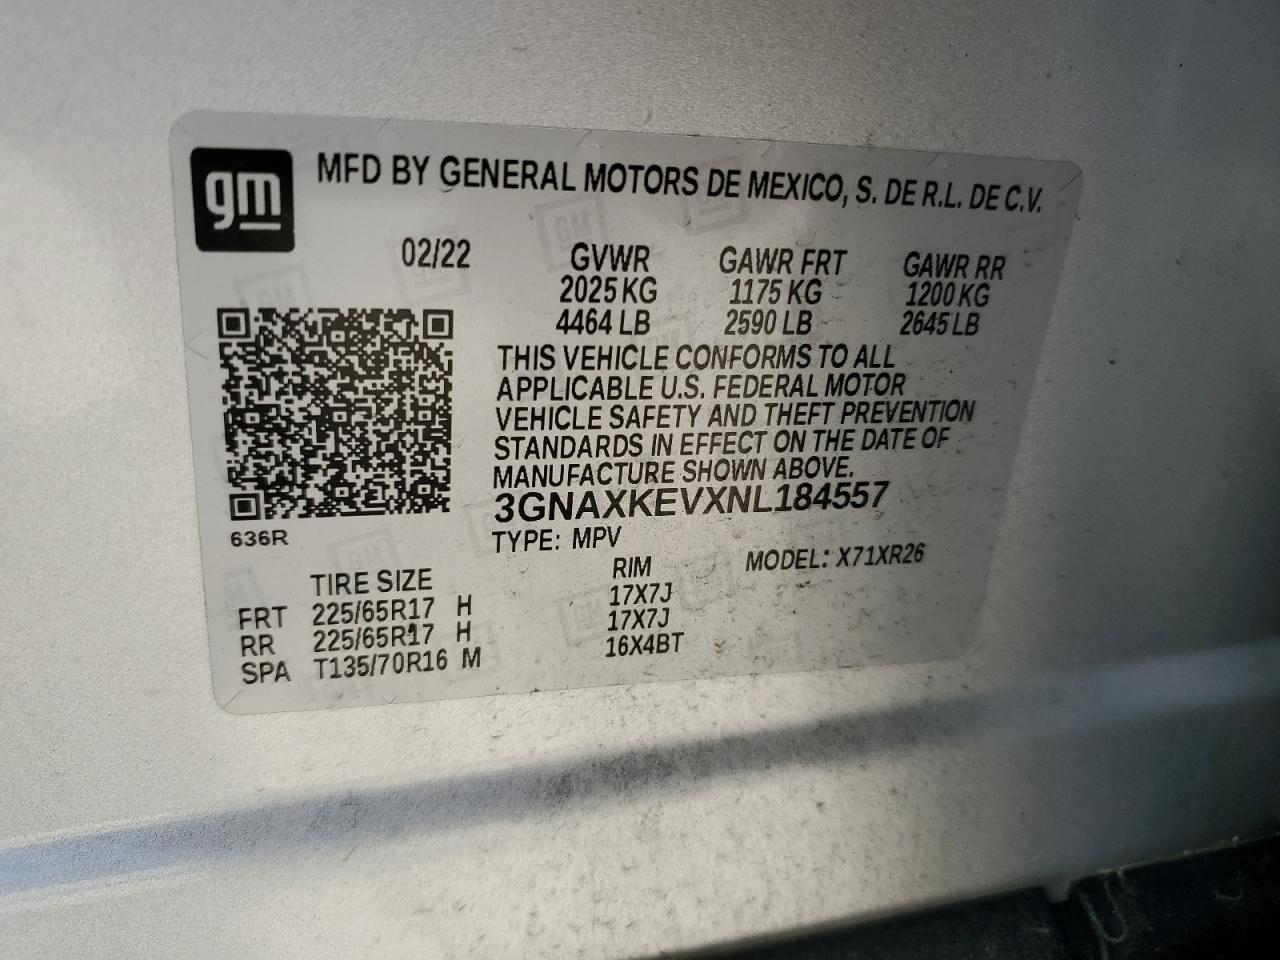 gm MFD BY GENERAL MOTORS DE MEXICO, S. DE R.L. DE C.V.
02/22 GVWR GAWR FRT GAWR RR
2025 KG 1175 KG 1200 KG
4464 LB 2590 LB 2645 LB
THIS VEHICLE CONFORMS TO ALL
APPLICABLE U.S. FEDERAL MOTOR
VEHICLE SAFETY AND THEFT PREVENTION
STANDARDS IN EFFECT ON THE DATE OF
MANUFACTURE SHOWN ABOVE.
3GNAXKEVXNL184557
636R
TYPE: MPV MODEL: X71XR26
TIRE SIZE RIM
FRT 225/65R17 H 17X7J
RR 225/65R17 H 17X7J
SPA T135/70R16 M 16X4BT